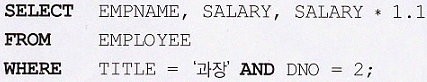 SELECT EMPNAME, SALARY, SALARY * 1.1
FROM EMPLOYEE
WHERE TITLE = '과장' AND DNO = 2;